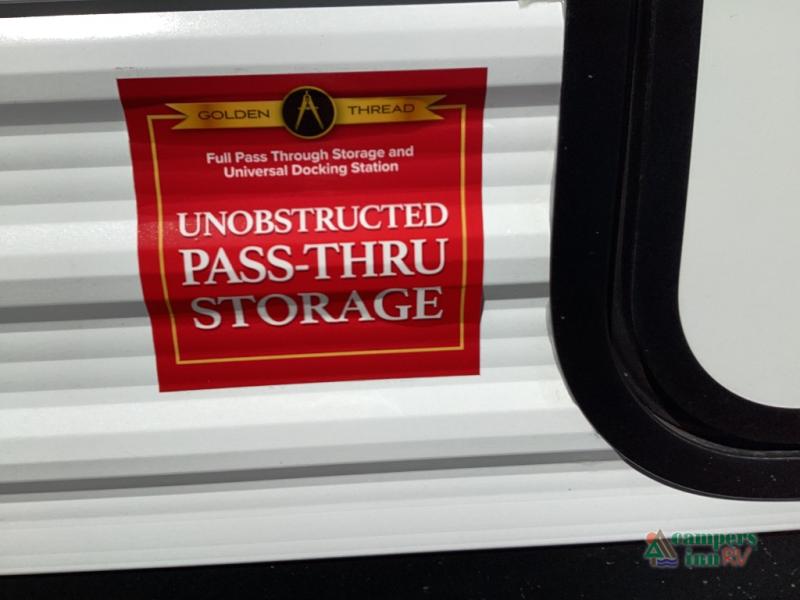 GOLDEN THREAD
Full Pass Through Storage and
Universal Docking Station
UNOBSTRUCTED
PASS-THRU
STORAGE
campers
inn RV